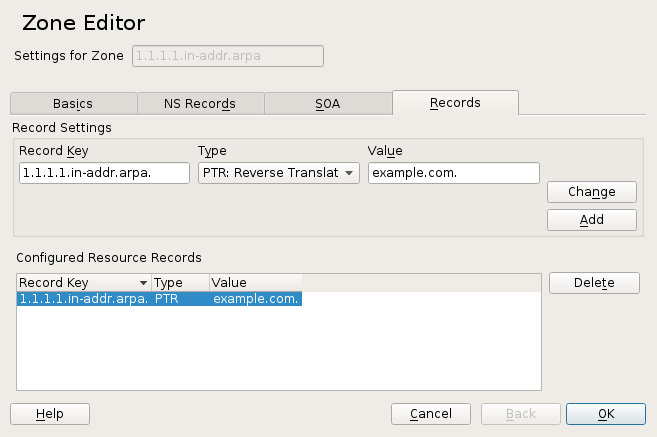 Zone Editor
Settings for Zone 1.1.1.1.in-addr.arpa
Basics NS Records SOA Records
Record Settings
Record Key Type Value
1.1.1.1.in-addr.arpa. PTR: Reverse Translat example.com.
Change
Add
Configured Resource Records
Record Key Type Value Delete
1.1.1.1.in-addr.arpa. PTR example.com.
Help Cancel Back OK